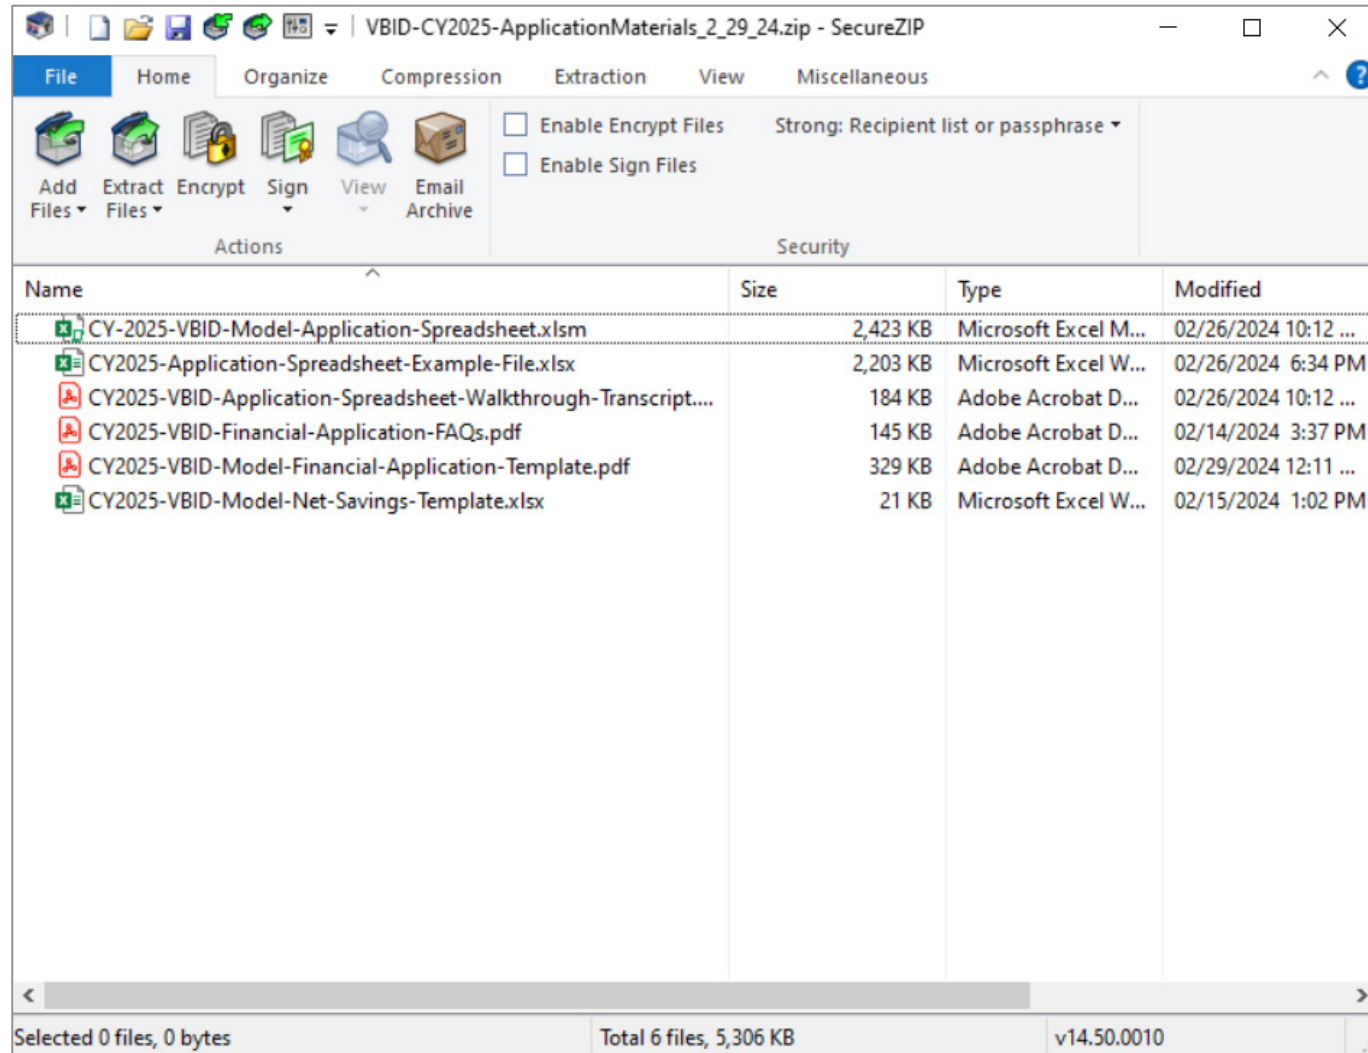 VBID-CY2025-ApplicationMaterials_2_29_24.zip - SecureZIP
File Home Organize Compression Extraction View Miscellaneous
Add Files Extract Files Encrypt Sign View Email Archive
Enable Encrypt Files Strong: Recipient list or passphrase
Enable Sign Files
Actions Security
Name Size Type Modified
CY-2025-VBID-Model-Application-Spreadsheet.xlsm 2,423 KB Microsoft Excel M... 02/26/2024 10:12 ...
CY2025-Application-Spreadsheet-Example-File.xlsx 2,203 KB Microsoft Excel W... 02/26/2024 6:34 PM
CY2025-VBID-Application-Spreadsheet-Walkthrough-Transcript.... 184 KB Adobe Acrobat D... 02/26/2024 10:12 ...
CY2025-VBID-Financial-Application-FAQs.pdf 145 KB Adobe Acrobat D... 02/14/2024 3:37 PM
CY2025-VBID-Model-Financial-Application-Template.pdf 329 KB Adobe Acrobat D... 02/29/2024 12:11 ...
CY2025-VBID-Model-Net-Savings-Template.xlsx 21 KB Microsoft Excel W... 02/15/2024 1:02 PM
Selected 0 files, 0 bytes Total 6 files, 5,306 KB v14.50.0010